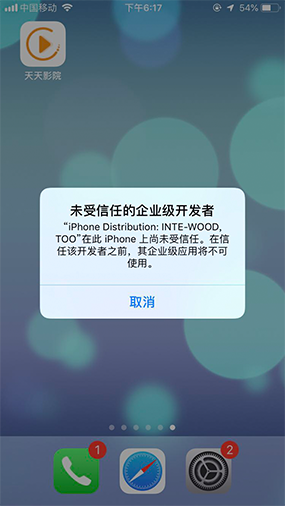 中国移动 下午6:17 54%
天天影院
未受信任的企业级开发者
“iPhone Distribution: INTE-WOOD,
TOO”在此 iPhone 上尚未受信任。在信
任该开发者之前，其企业级应用将不可
使用。
取消
1
2